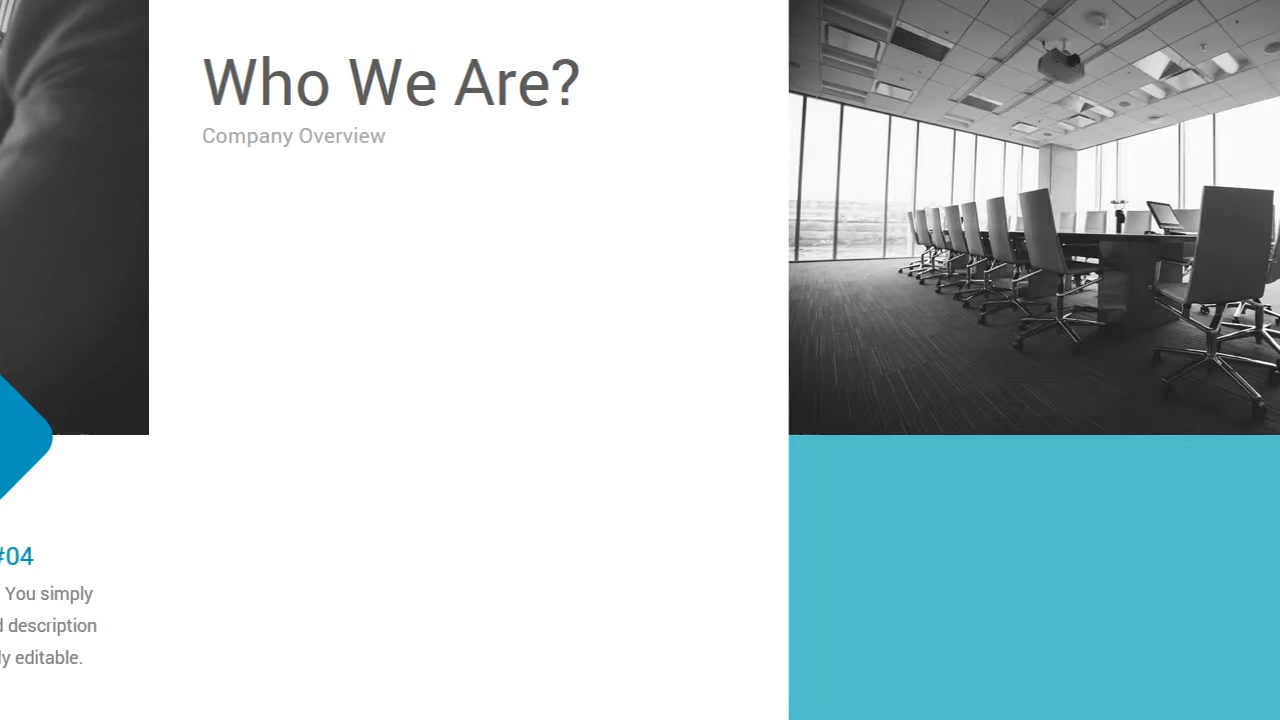 Who We Are?
Company Overview
#04
You simply
description
editable.